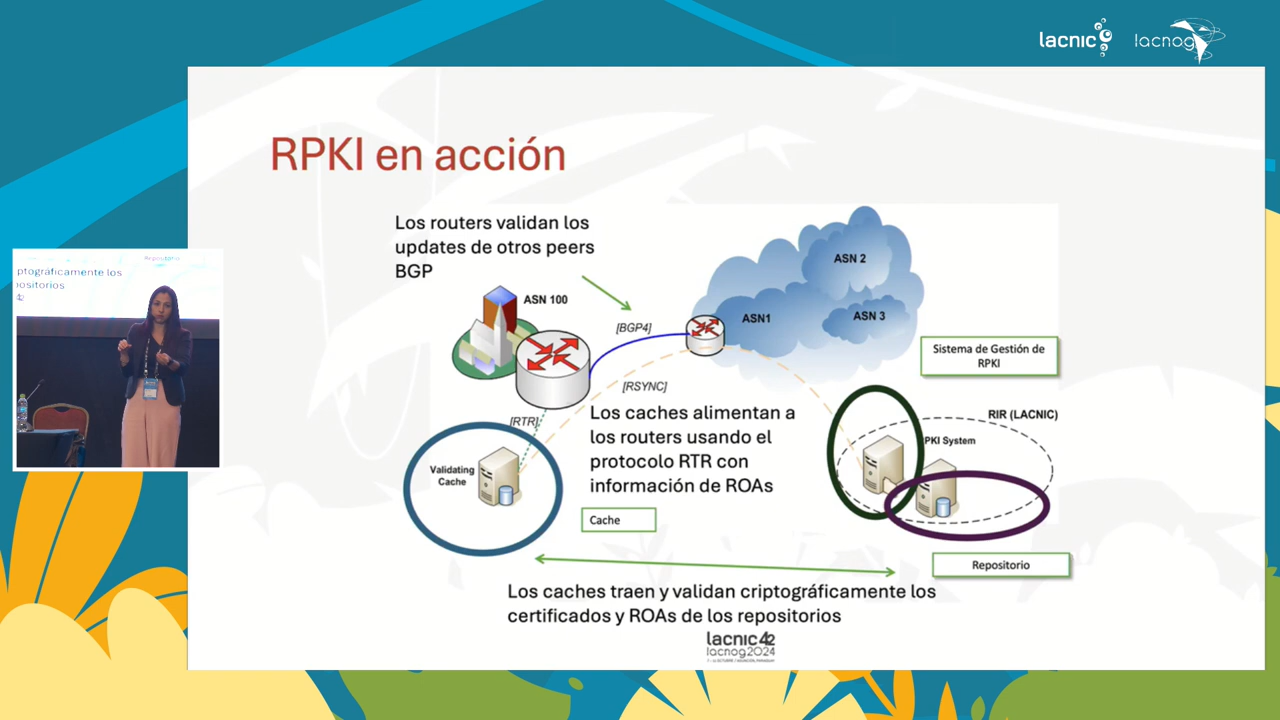 lacnic
lacnog
RPKI en acción
Los routers validan los
updates de otros peers
BGP
ASN 100
[BGP4]
ASN 2
ASN1
ASN 3
Sistema de Gestión de
RPKI
[RSYNC]
[RTR]
Los caches alimentan a
los routers usando el
protocolo RTR con
información de ROAs
RIR (LACNIC)
PKI System
Validating
Cache
Cache
Repositorio
Los caches traen y validan criptográficamente los
certificados y ROAs de los repositorios
lacnic42
lacnog2024
Repositorio
ptográficamente los
ositorios